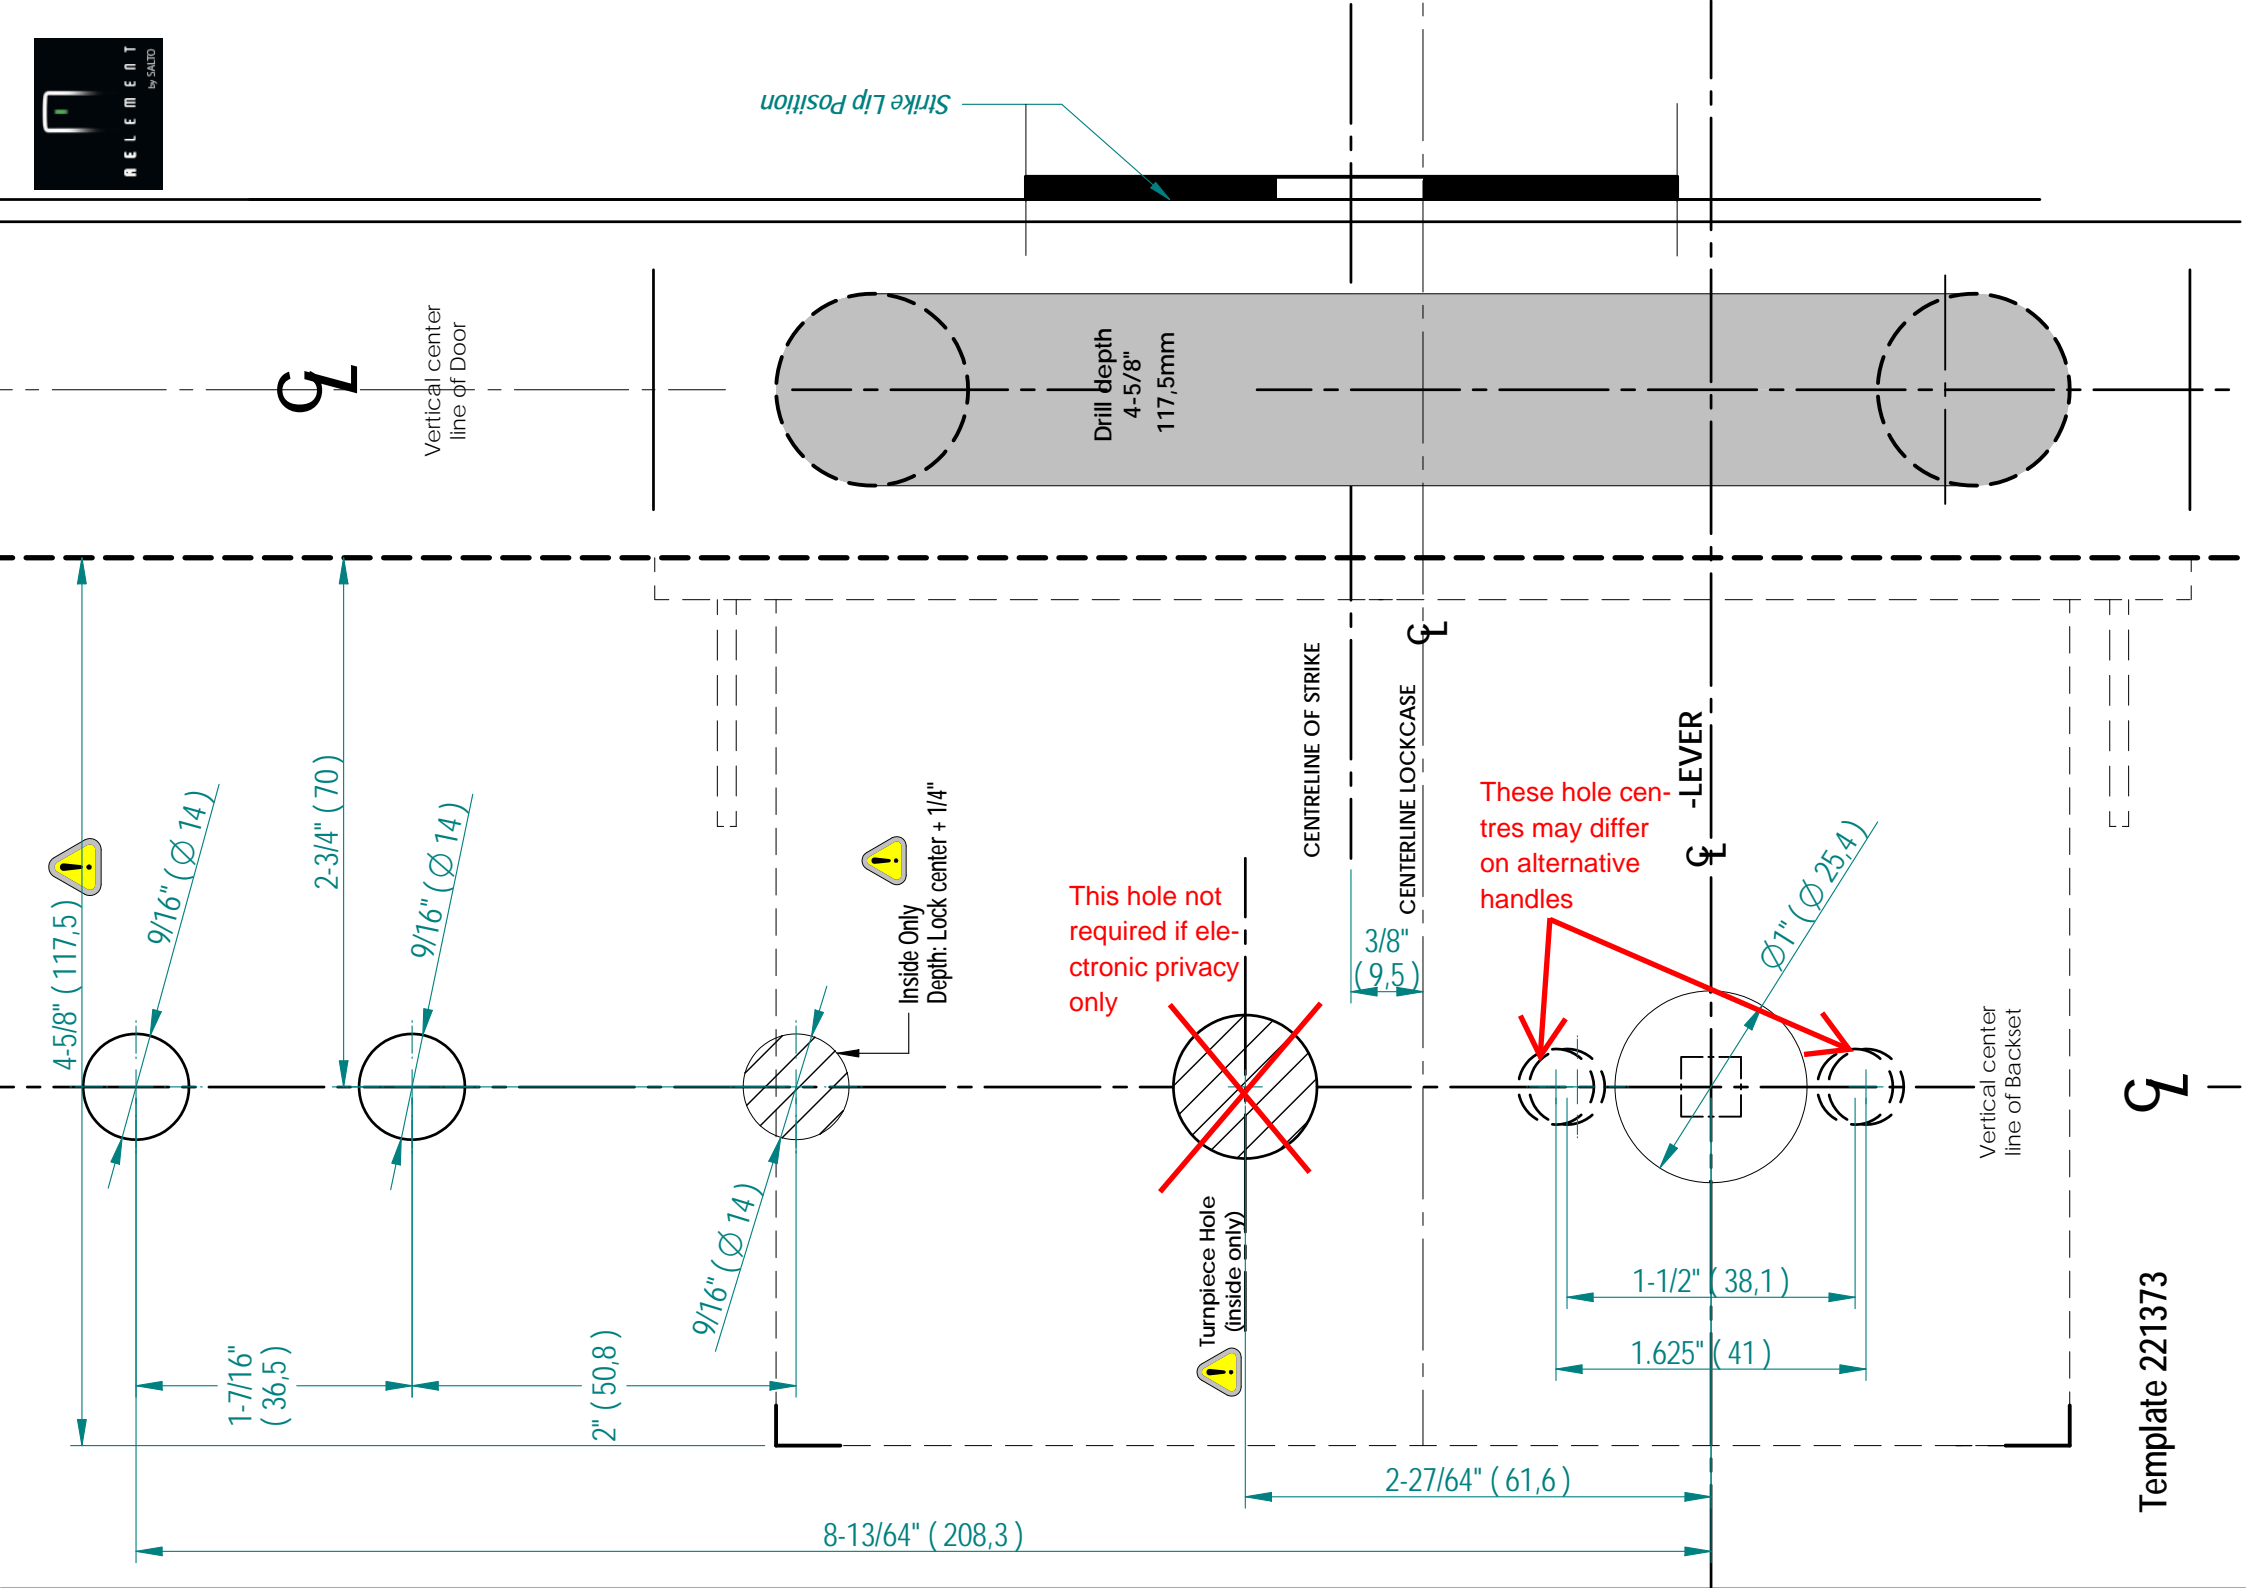 AELEMENT
by SALTO
Strike Lip Position
Vertical center
line of Door
Drill depth
4-5/8"
117,5mm
4-5/8" ( 117,5 )
9/16" ( Ø 14 )
2-3/4" ( 70 )
9/16" ( Ø 14 )
Inside Only
Depth: Lock center + 1/4"
This hole not
required if ele-
ctronic privacy
only
CENTRELINE OF STRIKE
CENTERLINE LOCKCASE
3/8"
( 9,5 )
These hole cen-
tres may differ
on alternative
handles
-LEVER
Ø1" ( Ø 25,4 )
Vertical center
line of Backset
9/16" ( Ø 14 )
Turnpiece Hole
(inside only)
1-7/16"
( 36,5 )
2" ( 50,8 )
1-1/2" ( 38,1 )
1.625" ( 41 )
2-27/64" ( 61,6 )
8-13/64" ( 208,3 )
Template 221373